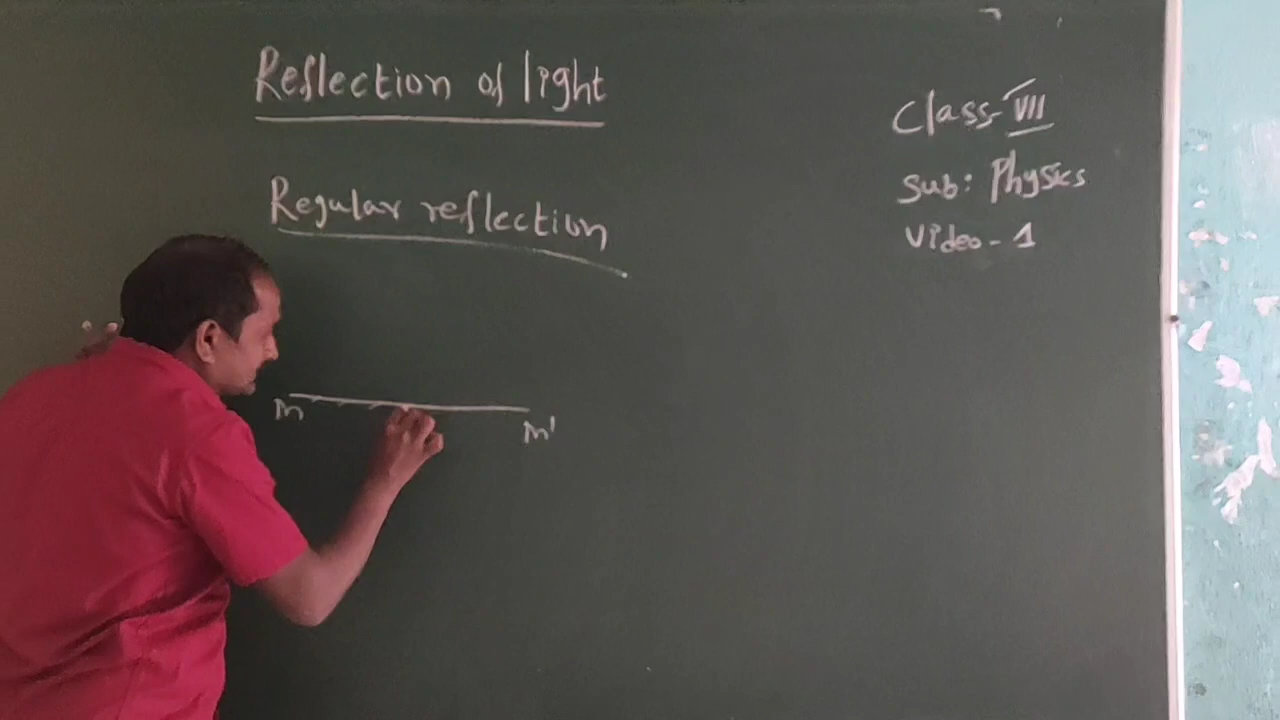 Reflection of light
Regular reflection
M
M'
Class-VII
Sub: Physics
Video-1